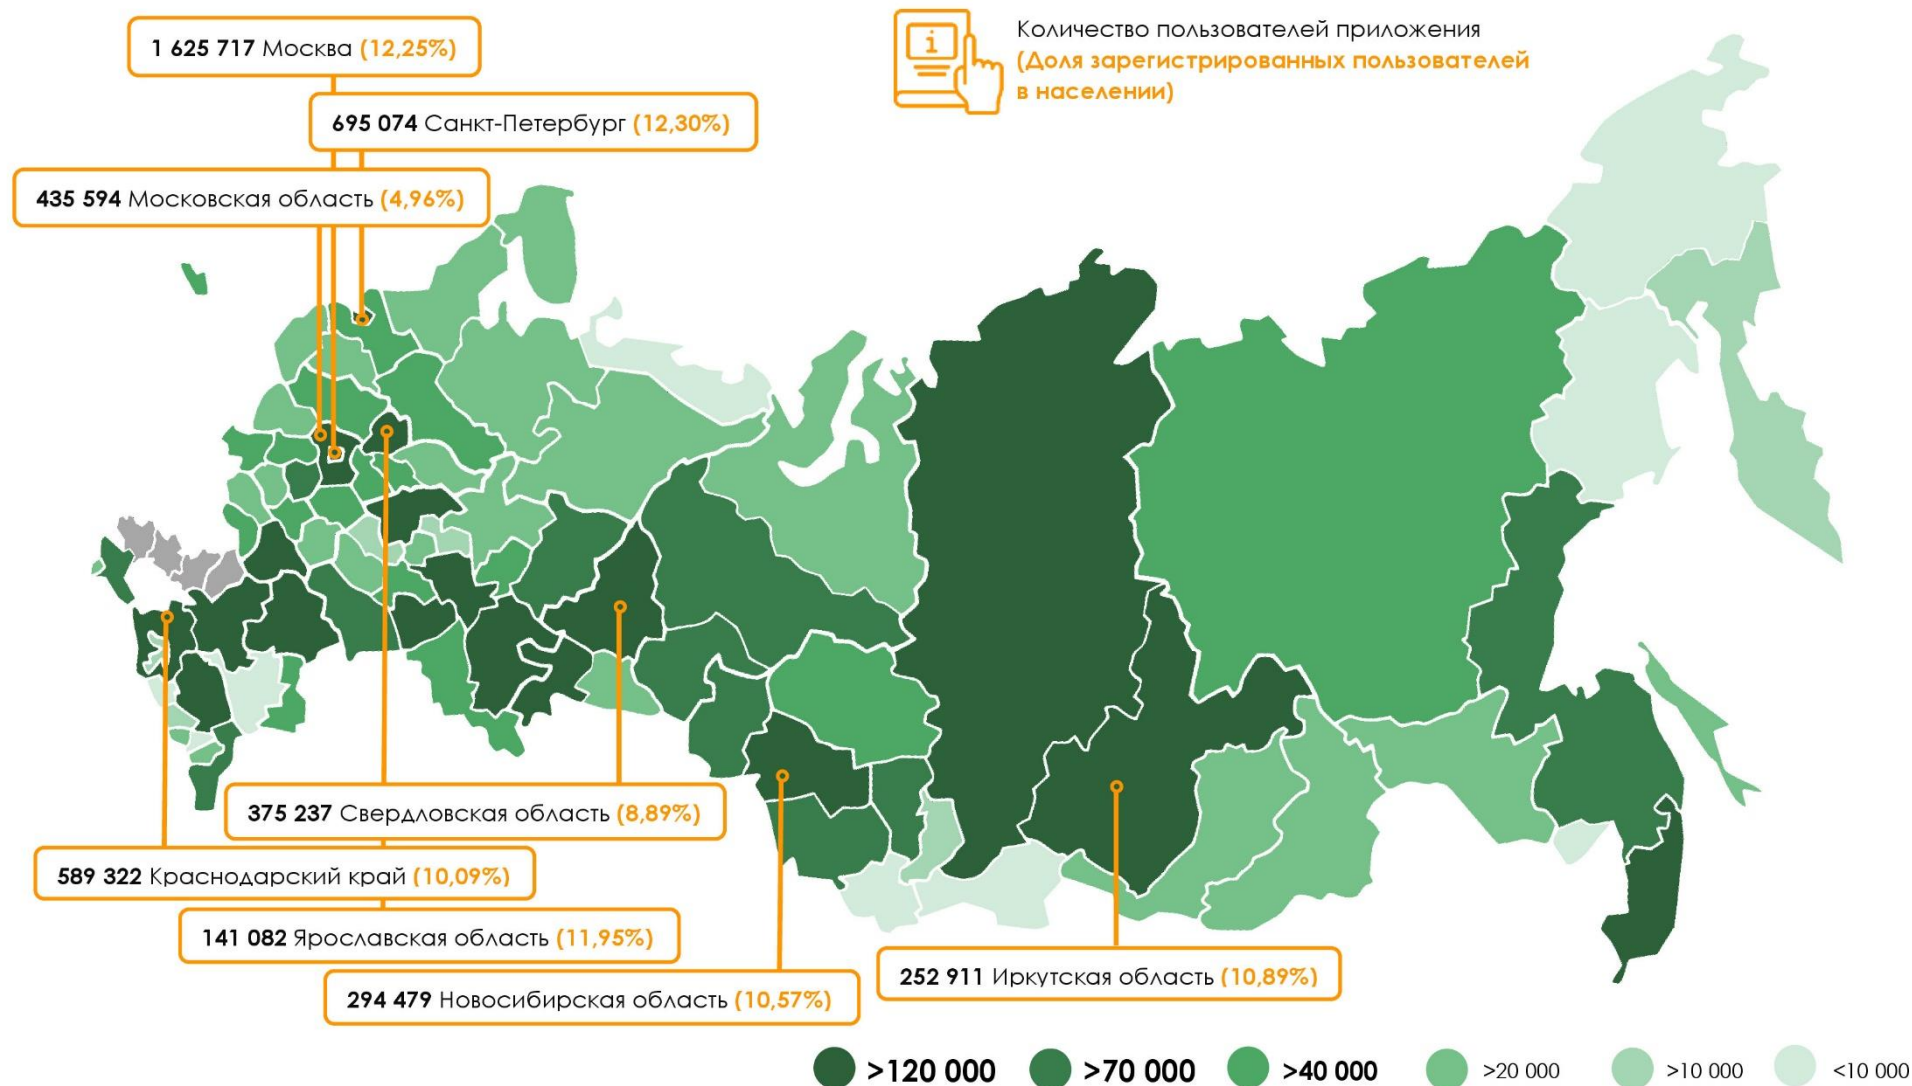 1 625 717 Москва (12,25%)
Количество пользователей приложения
(Доля зарегистрированных пользователей
в населении)
i
695 074 Санкт-Петербург (12,30%)
435 594 Московская область (4,96%)
375 237 Свердловская область (8,89%)
589 322 Краснодарский край (10,09%)
141 082 Ярославская область (11,95%)
294 479 Новосибирская область (10,57%)
252 911 Иркутская область (10,89%)
>120 000 >70 000 >40 000 >20 000 >10 000 <10 000